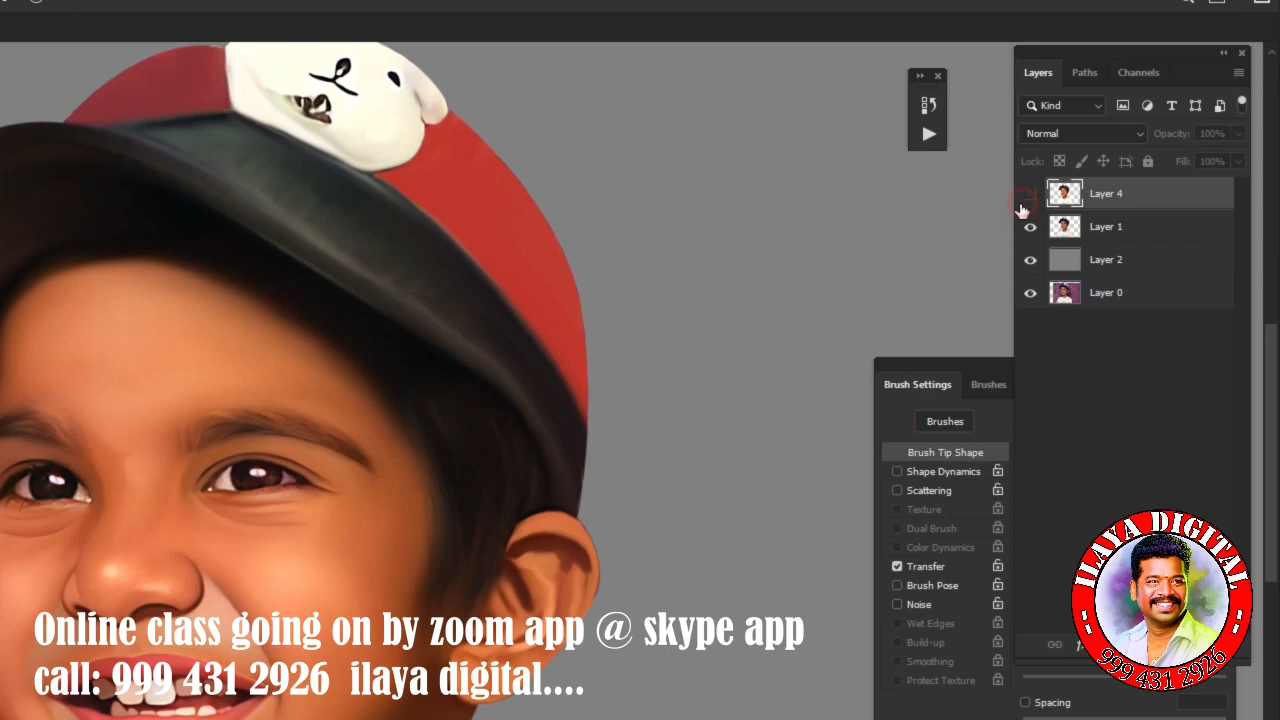 Layers Paths Channels
Kind
Normal Opacity: 100%
Lock: Fill: 100%
Layer 4
Layer 1
Layer 2
Layer 0
Brush Settings Brushes
Brushes
Brush Tip Shape
Shape Dynamics
Scattering
Texture
Dual Brush
Color Dynamics
Transfer
Brush Pose
Noise
Wet Edges
Build-up
Smoothing
Protect Texture
Spacing
Online class going on by zoom app @ skype app
call: 999 431 2926 ilaya digital....
ILAYA DIGITAL
999 431 2926